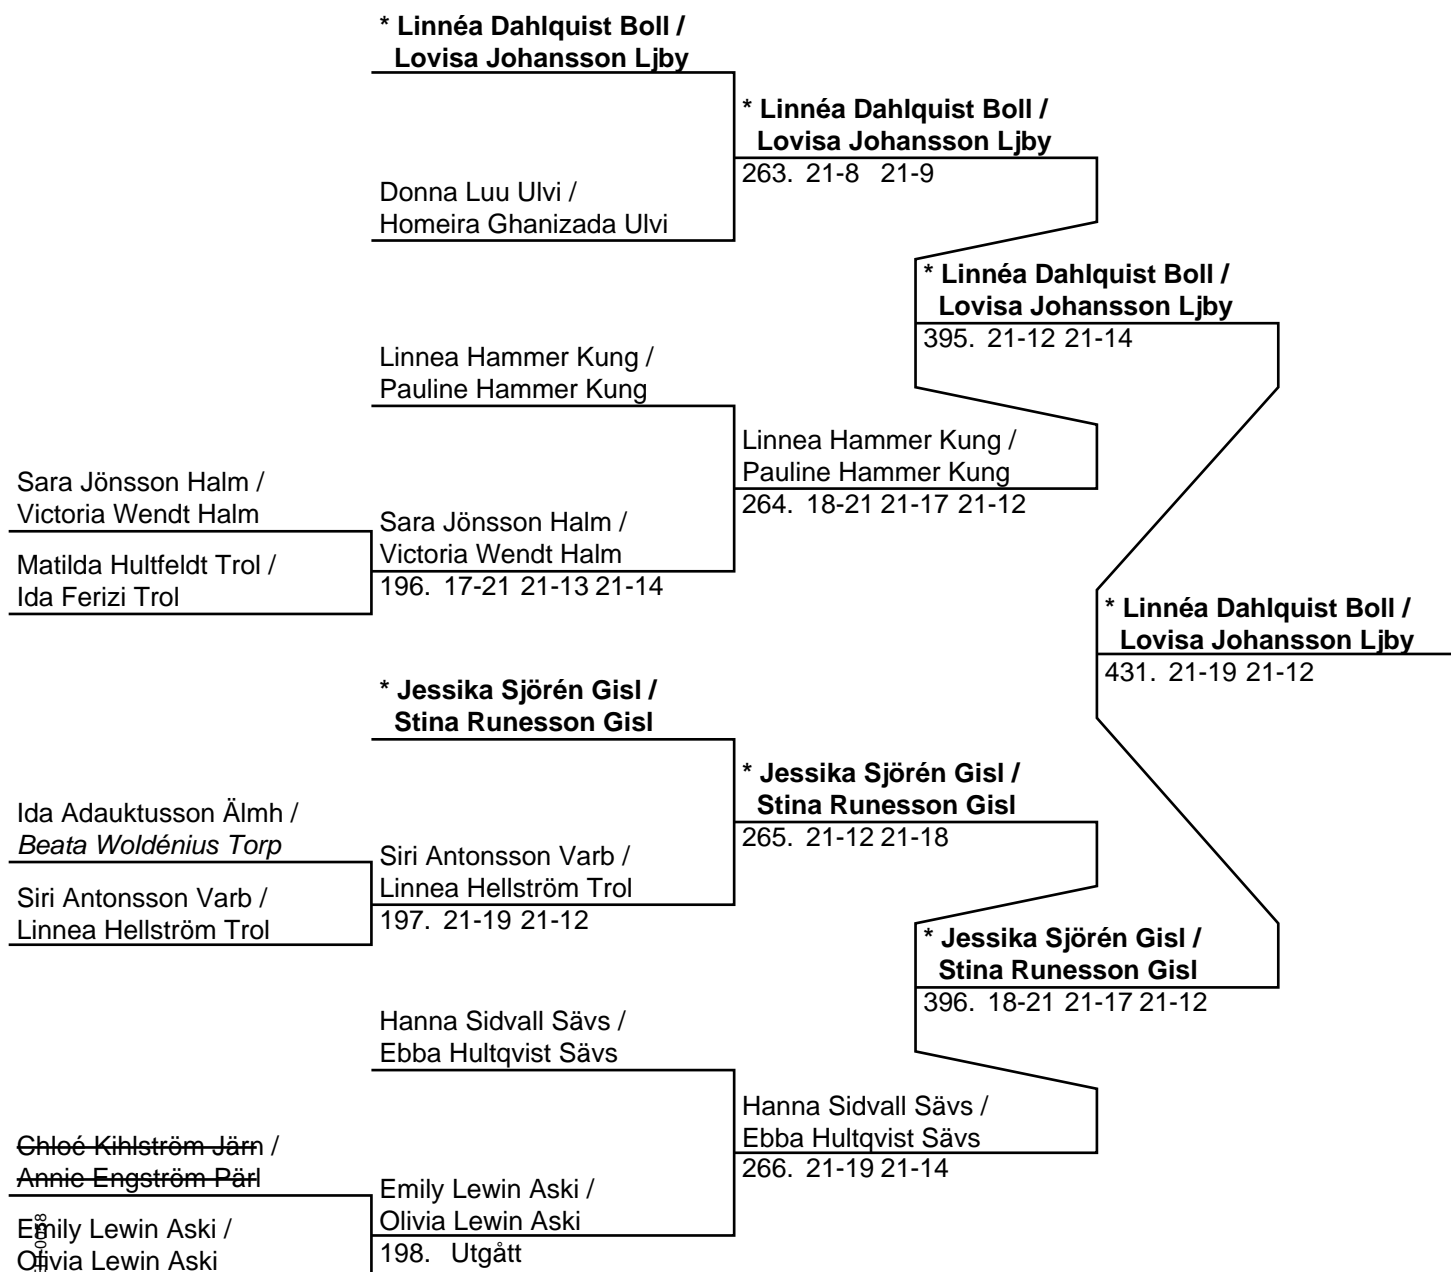 * Linnéa Dahlquist Boll /
Lovisa Johansson Ljby
* Linnéa Dahlquist Boll /
Lovisa Johansson Ljby
263. 21-8 21-9
Donna Luu Ulvi /
Homeira Ghanizada Ulvi
* Linnéa Dahlquist Boll /
Lovisa Johansson Ljby
395. 21-12 21-14
Linnea Hammer Kung /
Pauline Hammer Kung
Linnea Hammer Kung /
Pauline Hammer Kung
264. 18-21 21-17 21-12
Sara Jönsson Halm /
Victoria Wendt Halm
Sara Jönsson Halm /
Victoria Wendt Halm
196. 17-21 21-13 21-14
Matilda Hultfeldt Trol /
Ida Ferizi Trol
* Linnéa Dahlquist Boll /
Lovisa Johansson Ljby
431. 21-19 21-12
* Jessika Sjörén Gisl /
Stina Runesson Gisl
* Jessika Sjörén Gisl /
Stina Runesson Gisl
265. 21-12 21-18
Ida Adauktusson Älmh /
Beata Woldénius Torp
Siri Antonsson Varb /
Linnea Hellström Trol
197. 21-19 21-12
Siri Antonsson Varb /
Linnea Hellström Trol
* Jessika Sjörén Gisl /
Stina Runesson Gisl
396. 18-21 21-17 21-12
Hanna Sidvall Sävs /
Ebba Hultqvist Sävs
Hanna Sidvall Sävs /
Ebba Hultqvist Sävs
266. 21-19 21-14
Chloé Kihlström Järn /
Annie Engström Pärl
Emily Lewin Aski /
Olivia Lewin Aski
198. Utgått
Emily Lewin Aski /
Olivia Lewin Aski